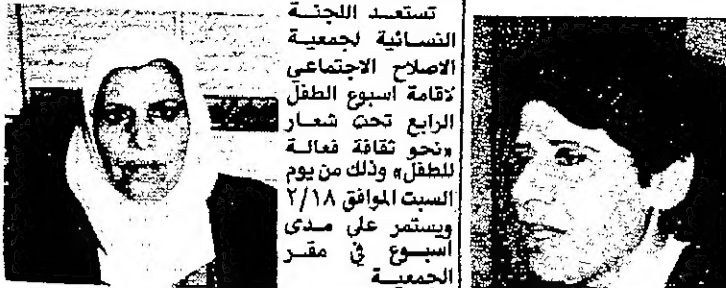 تستعد اللجنة
النسائية لجمعية
الاصلاح الاجتماعي
لاقامة اسبوع الطفل
الرابع تحت شعار
«نحو ثقافة فعالة
للطفل» وذلك من يوم
السبت الموافق ٢/١٨
ويستمر على مدى
اسبوع في مقر
الجمعية